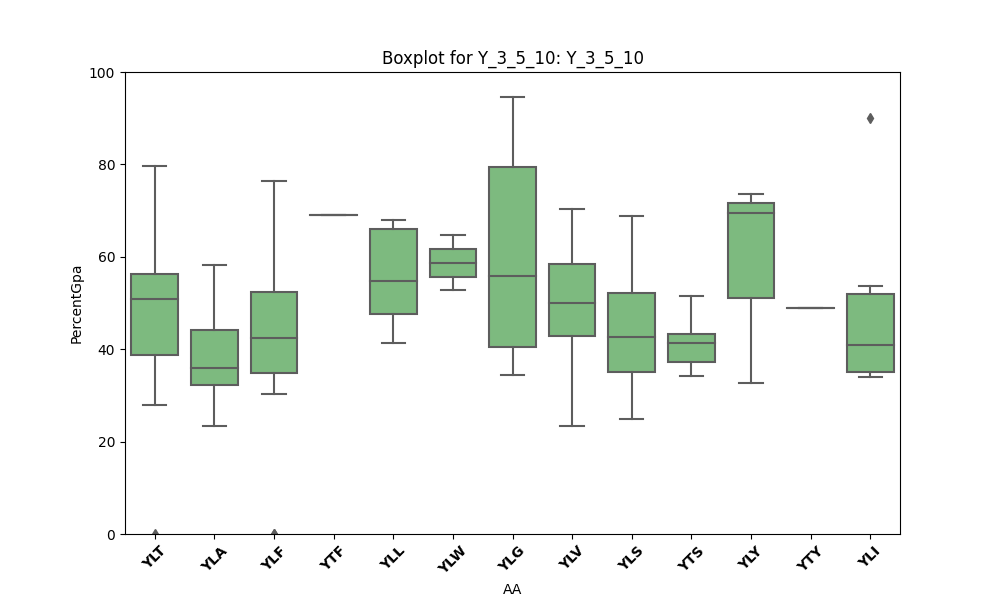 Boxplot for Y_3_5_10: Y_3_5_10
100
80
60
40
20
0
PercentGpa
YLT YLA YLF YTF YLL YLW YLG YLV YLS YTS YLY YTY YLI
AA